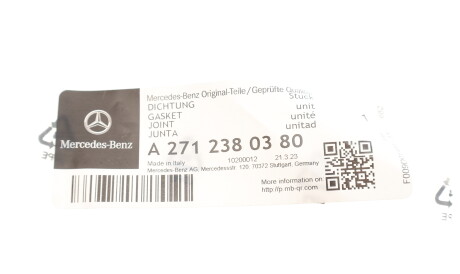 Mercedes-Benz Original-Teile/Geprüfte
DICHTUNG
GASKET
JOINT
JUNTA
Stück
unit
unité
unitad
Mercedes-Benz
A 271 238 03 80
Made in Italy 10200012 21.3.23
Mercedes-Benz AG, Mercedesstr. 120 70372 Stuttgart, Germany
More information on
http://p.mb-qr.com